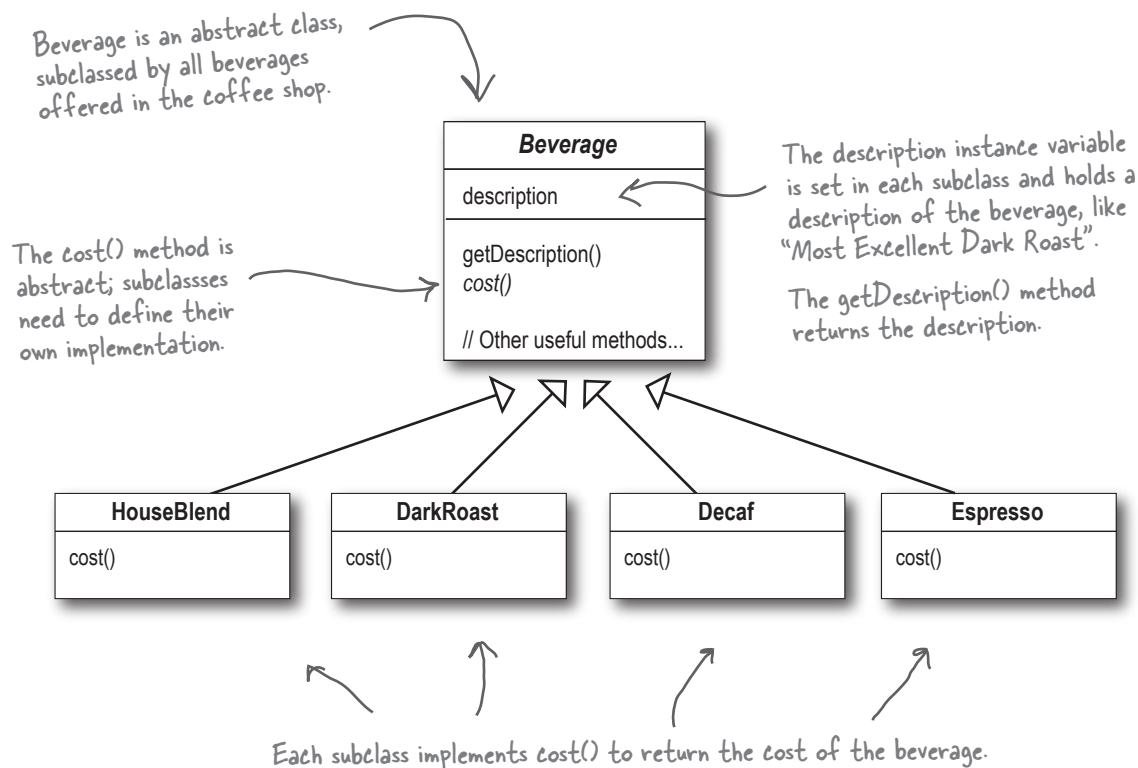 Beverage is an abstract class,
subclassed by all beverages
offered in the coffee shop.
Beverage
description
getDescription()
cost()
// Other useful methods...
The description instance variable
is set in each subclass and holds a
description of the beverage, like
“Most Excellent Dark Roast”.
The getDescription() method
returns the description.
The cost() method is
abstract; subclassses
need to define their
own implementation.
HouseBlend
cost()
DarkRoast
cost()
Decaf
cost()
Espresso
cost()
Each subclass implements cost() to return the cost of the beverage.